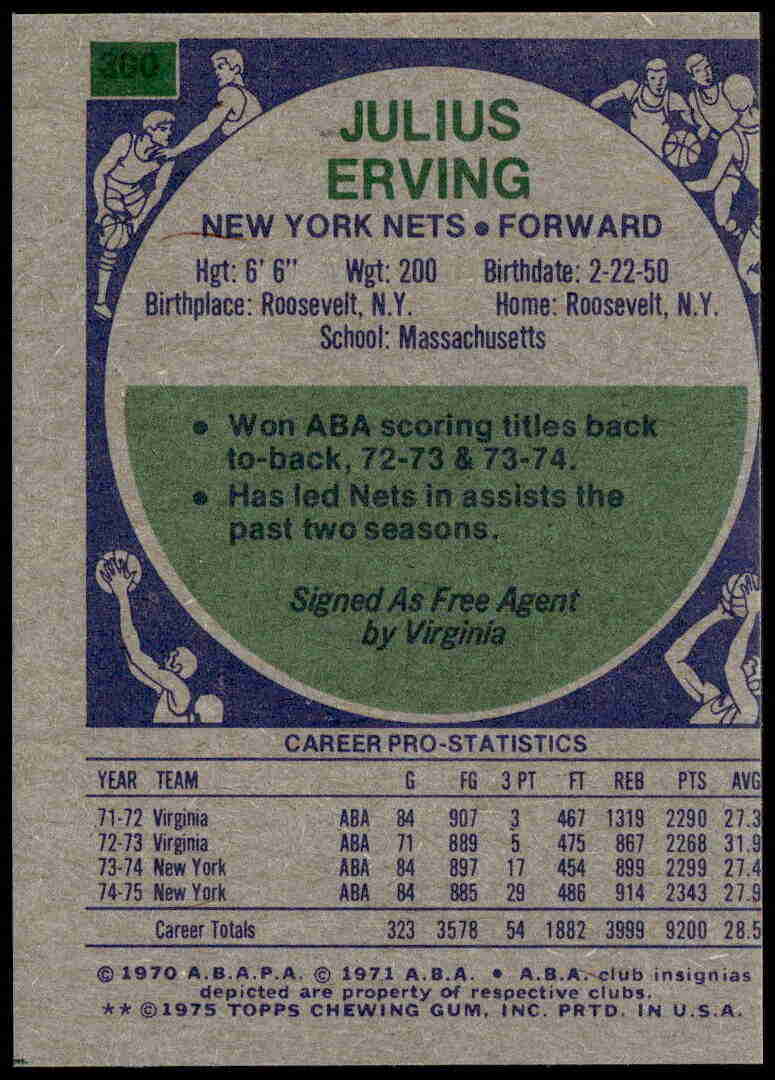 300
JULIUS
ERVING
NEW YORK NETS • FORWARD
Hgt: 6' 6" Wgt: 200 Birthdate: 2-22-50
Birthplace: Roosevelt, N.Y. Home: Roosevelt, N.Y.
School: Massachusetts
• Won ABA scoring titles back
to-back, 72-73 & 73-74.
• Has led Nets in assists the
past two seasons.
Signed As Free Agent
by Virginia
CAREER PRO-STATISTICS
YEAR TEAM G FG 3 PT FT REB PTS AVG
71-72 Virginia ABA 84 907 3 467 1319 2290 27.3
72-73 Virginia ABA 71 889 5 475 867 2268 31.9
73-74 New York ABA 84 897 17 454 899 2299 27.4
74-75 New York ABA 84 885 29 486 914 2343 27.9
Career Totals 323 3578 54 1882 3999 9200 28.5
© 1970 A.B.A.P.A. © 1971 A.B.A. • A.B.A. club insignias
depicted are property of respective clubs.
** © 1975 TOPPS CHEWING GUM, INC. PRTD. IN U.S.A.